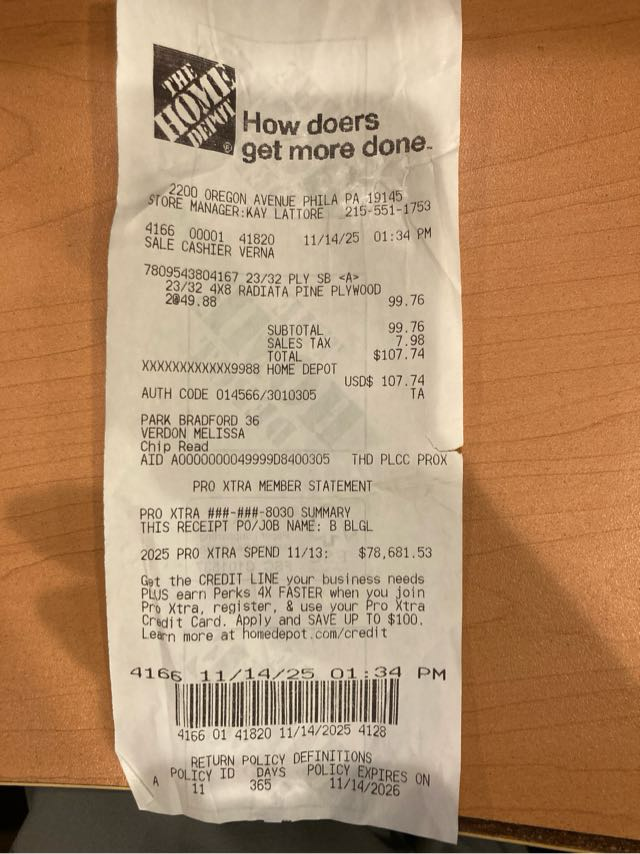 THE
HOME
DEPOT
®
How doers
get more done.
2200 OREGON AVENUE PHILA PA 19145
STORE MANAGER:KAY LATTORE 215-551-1753
4166 00001 41820 11/14/25 01:34 PM
SALE CASHIER VERNA
7809543804167 23/32 PLY SB <A>
23/32 4X8 RADIATA PINE PLYWOOD
2@49.88 99.76
SUBTOTAL 99.76
SALES TAX 7.98
TOTAL $107.74
XXXXXXXXXXXX9988 HOME DEPOT
USD$ 107.74
AUTH CODE 014566/3010305 TA
PARK BRADFORD 36
VERDON MELISSA
Chip Read
AID A0000000049999D8400305 THD PLCC PROX
PRO XTRA MEMBER STATEMENT
PRO XTRA ###-###-8030 SUMMARY
THIS RECEIPT PO/JOB NAME: B BLGL
2025 PRO XTRA SPEND 11/13: $78,681.53
Get the CREDIT LINE your business needs
PLUS earn Perks 4X FASTER when you join
Pro Xtra, register, & use your Pro Xtra
Credit Card. Apply and SAVE UP TO $100.
Learn more at homedepot.com/credit
4166 11/14/25 01:34 PM
4166 01 41820 11/14/2025 4128
RETURN POLICY DEFINITIONS
POLICY ID DAYS POLICY EXPIRES ON
A 11 365 11/14/2026